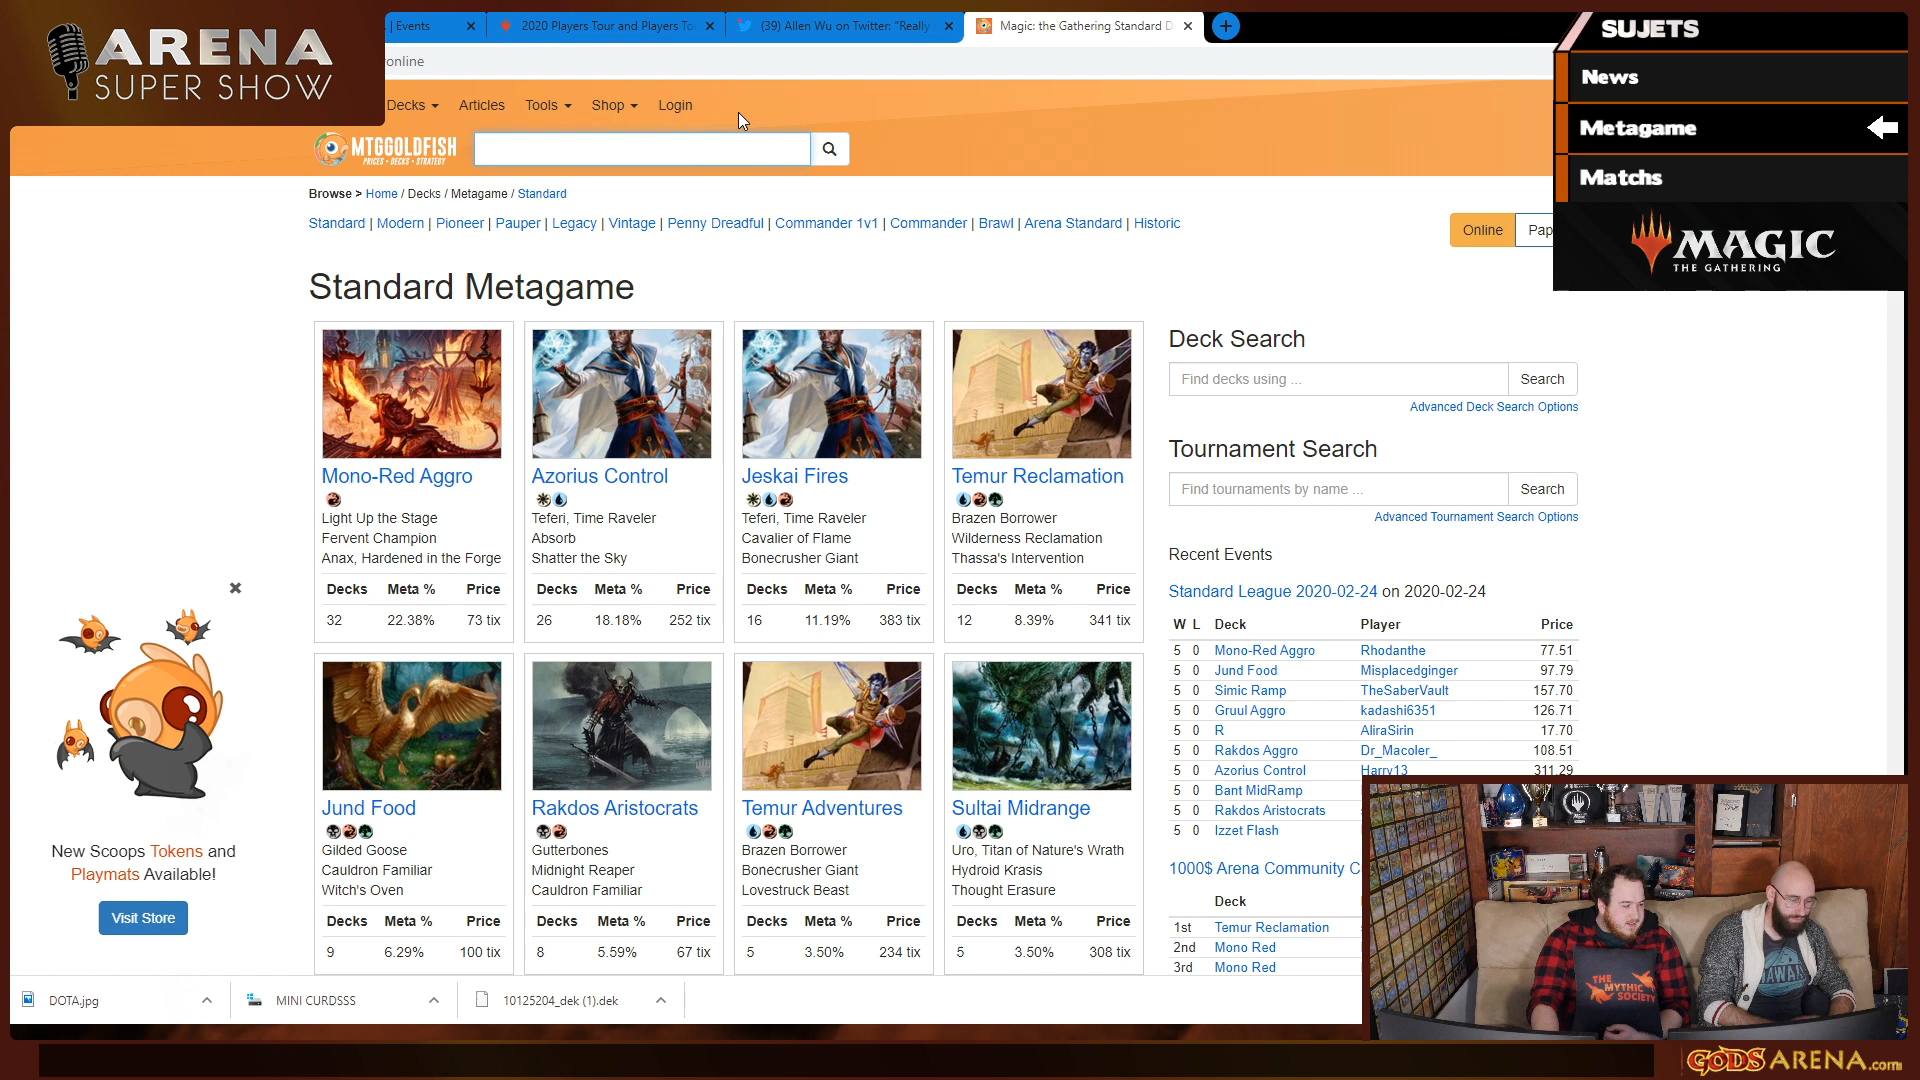 ARENA
SUPER SHOW
| Events
2020 Players Tour and Players To
(39) Allen Wu on Twitter: "Really
Magic: the Gathering Standard D
online
SUJETS
News
Metagame
Matchs
MAGIC
THE GATHERING
Decks
Articles
Tools
Shop
Login
MTGGOLDFISH
PRICES • DECKS • STRATEGY
Browse > Home / Decks / Metagame / Standard
Standard | Modern | Pioneer | Pauper | Legacy | Vintage | Penny Dreadful | Commander 1v1 | Commander | Brawl | Arena Standard | Historic
Online
Pap
Standard Metagame
Mono-Red Aggro
Light Up the Stage
Fervent Champion
Anax, Hardened in the Forge
Decks Meta % Price
32 22.38% 73 tix
Azorius Control
Teferi, Time Raveler
Absorb
Shatter the Sky
Decks Meta % Price
26 18.18% 252 tix
Jeskai Fires
Teferi, Time Raveler
Cavalier of Flame
Bonecrusher Giant
Decks Meta % Price
16 11.19% 383 tix
Temur Reclamation
Brazen Borrower
Wilderness Reclamation
Thassa's Intervention
Decks Meta % Price
12 8.39% 341 tix
Jund Food
Gilded Goose
Cauldron Familiar
Witch's Oven
Decks Meta % Price
9 6.29% 100 tix
Rakdos Aristocrats
Gutterbones
Midnight Reaper
Cauldron Familiar
Decks Meta % Price
8 5.59% 67 tix
Temur Adventures
Brazen Borrower
Bonecrusher Giant
Lovestruck Beast
Decks Meta % Price
5 3.50% 234 tix
Sultai Midrange
Uro, Titan of Nature's Wrath
Hydroid Krasis
Thought Erasure
Decks Meta % Price
5 3.50% 308 tix
Deck Search
Find decks using ...
Search
Advanced Deck Search Options
Tournament Search
Find tournaments by name ...
Search
Advanced Tournament Search Options
Recent Events
Standard League 2020-02-24 on 2020-02-24
W L Deck Player Price
5 0 Mono-Red Aggro Rhodanthe 77.51
5 0 Jund Food Misplacedginger 97.79
5 0 Simic Ramp TheSaberVault 157.70
5 0 Gruul Aggro kadashi6351 126.71
5 0 R AliraSirin 17.70
5 0 Rakdos Aggro Dr_Macoler_ 108.51
5 0 Azorius Control Harry13 311.29
5 0 Bant MidRamp
5 0 Rakdos Aristocrats
5 0 Izzet Flash
1000$ Arena Community C
Deck
1st Temur Reclamation
2nd Mono Red
3rd Mono Red
New Scoops Tokens and
Playmats Available!
Visit Store
DOTA.jpg
MINI CURDSSS
10125204_dek (1).dek
THE
MYTHIC
SOCIETY
GODSARENA.com